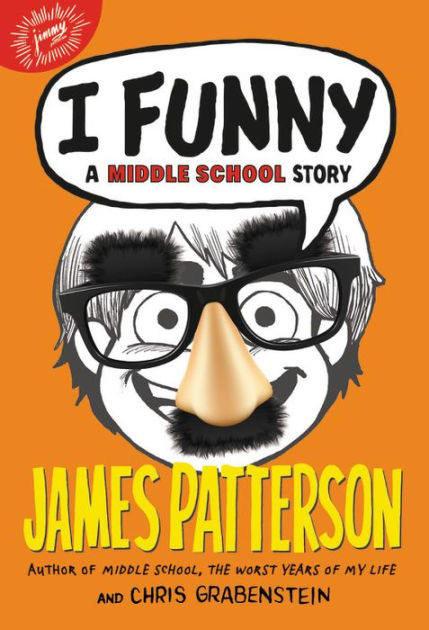 jimmy
I FUNNY
A MIDDLE SCHOOL STORY
JAMES PATTERSON
AUTHOR OF MIDDLE SCHOOL, THE WORST YEARS OF MY LIFE
AND CHRIS GRABENSTEIN